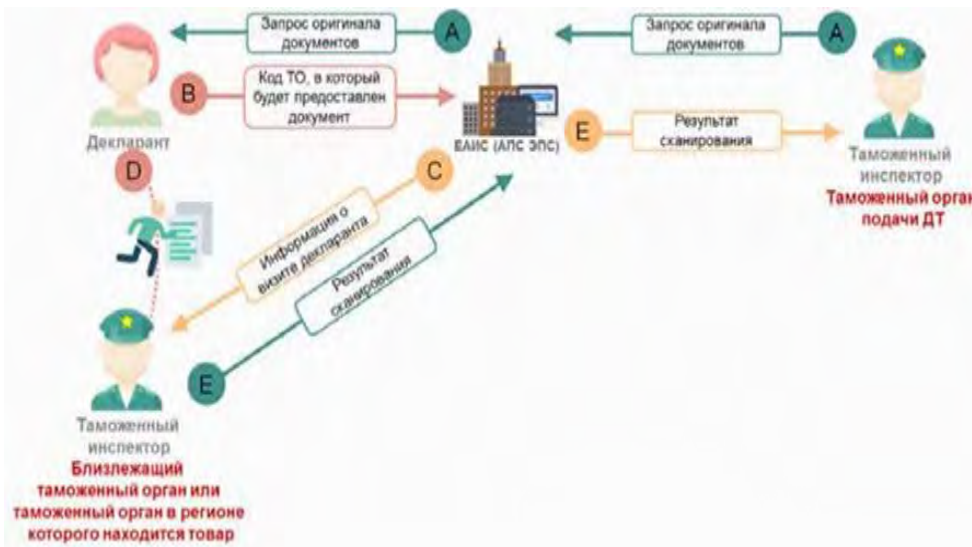 Запрос оригинала
документов
A
Запрос оригинала
документов
A
B
Код ТО, в который
будет предоставлен
документ
Декларант
ЕАИС (АПС ЭПС)
E
Результат
сканирования
Таможенный
инспектор
Таможенный орган
подачи ДТ
D
C
Информация о
визите декларанта
Результат
сканирования
E
Таможенный
инспектор
Близлежащий
таможенный орган или
таможенный орган в регионе
которого находится товар